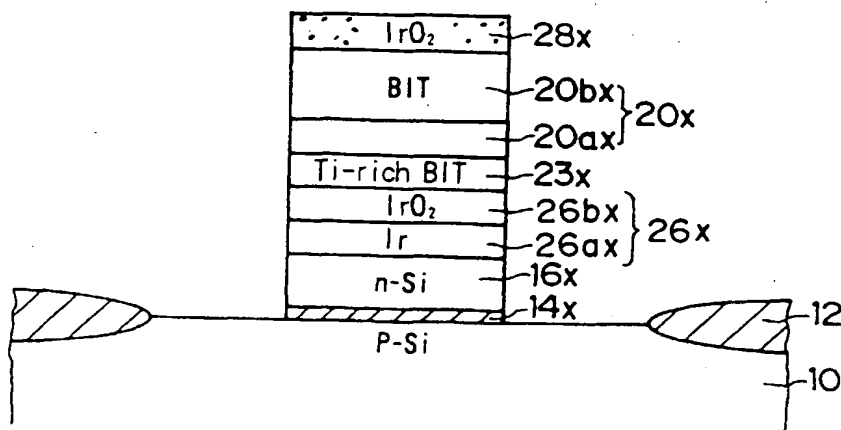 IrO₂ 28x
BIT 20bx
20x
20ax
Ti-rich BIT 23x
IrO₂ 26bx
26x
Ir 26ax
n-Si 16x
14x
12
P-Si
10